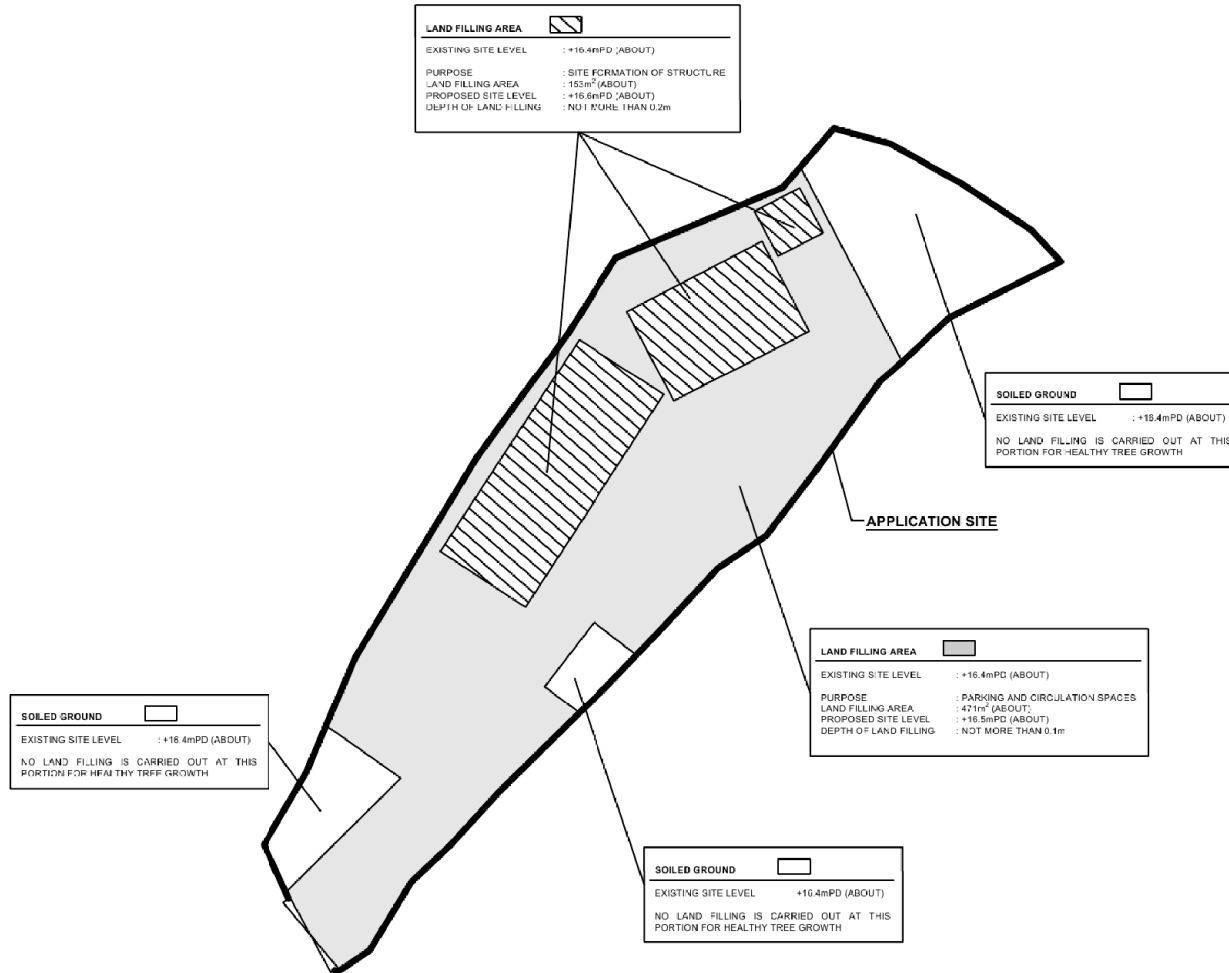 LAND FILLING AREA
EXISTING SITE LEVEL : +16.4mPD (ABOUT)
PURPOSE : SITE FORMATION OF STRUCTURE
LAND FILLING AREA : 153m² (ABOUT)
PROPOSED SITE LEVEL : +16.6mPD (ABOUT)
DEPTH OF LAND FILLING : NOT MORE THAN 0.2m
SOILED GROUND
EXISTING SITE LEVEL : +16.4mPD (ABOUT)
NO LAND FILLING IS CARRIED OUT AT THIS
PORTION FOR HEALTHY TREE GROWTH
APPLICATION SITE
LAND FILLING AREA
EXISTING SITE LEVEL : +16.4mPD (ABOUT)
PURPOSE : PARKING AND CIRCULATION SPACES
LAND FILLING AREA : 471m² (ABOUT)
PROPOSED SITE LEVEL : +16.5mPD (ABOUT)
DEPTH OF LAND FILLING : NOT MORE THAN 0.1m
SOILED GROUND
EXISTING SITE LEVEL : +16.4mPD (ABOUT)
NO LAND FILLING IS CARRIED OUT AT THIS
PORTION FOR HEALTHY TREE GROWTH
SOILED GROUND
EXISTING SITE LEVEL +16.4mPD (ABOUT)
NO LAND FILLING IS CARRIED OUT AT THIS
PORTION FOR HEALTHY TREE GROWTH